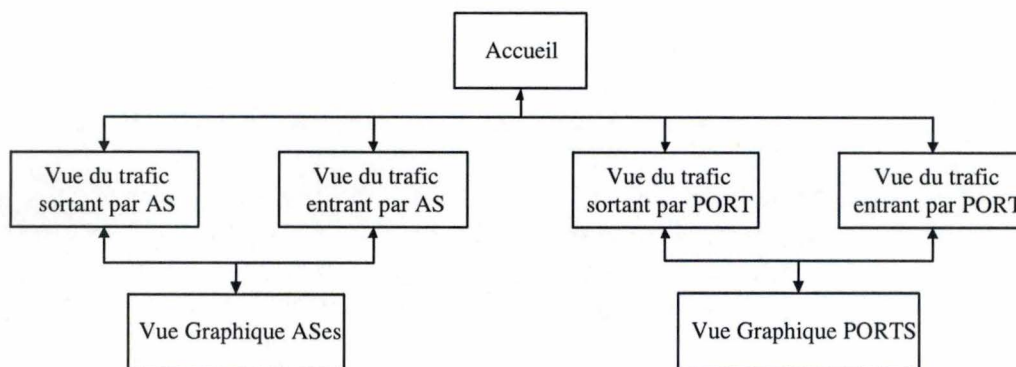 Accueil
Vue du trafic
sortant par AS
Vue du trafic
entrant par AS
Vue du trafic
sortant par PORT
Vue du trafic
entrant par PORT
Vue Graphique ASes
Vue Graphique PORTS